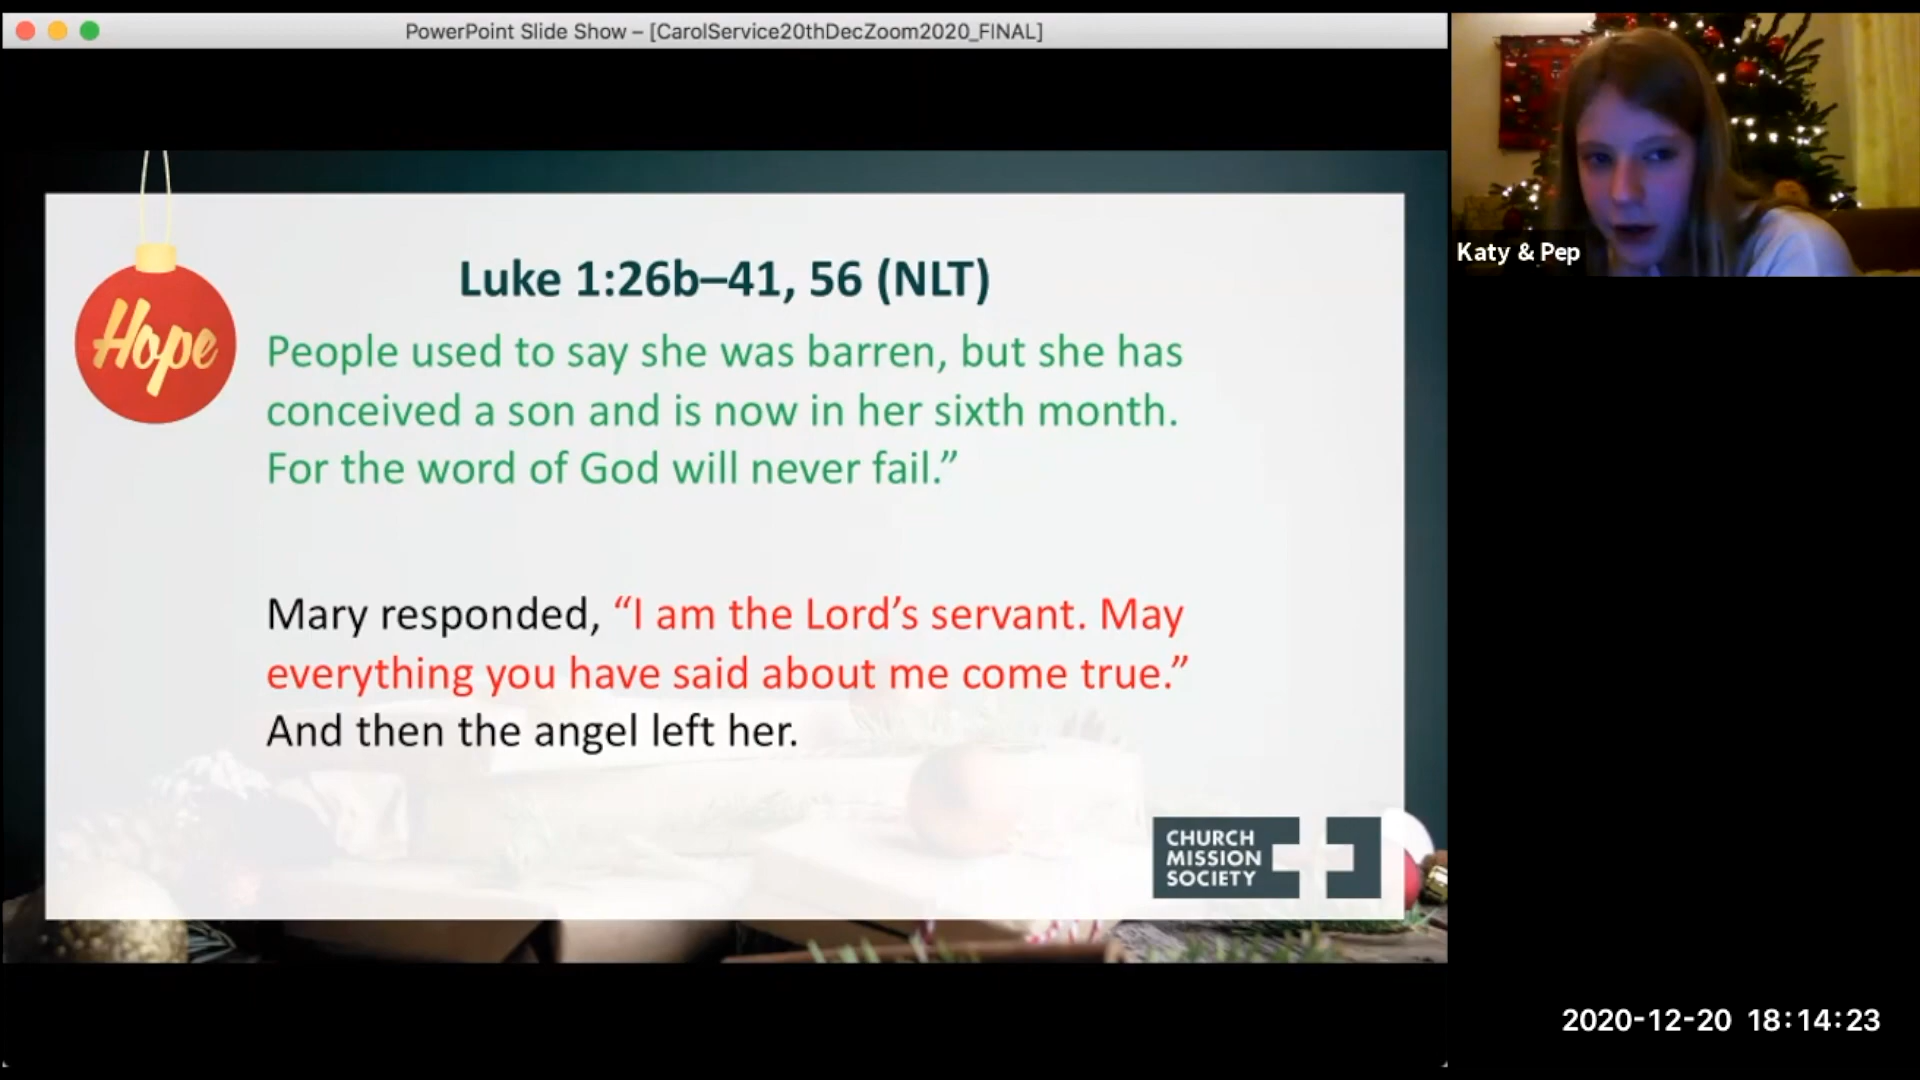 PowerPoint Slide Show – [CarolService20thDecZoom2020_FINAL]
Hope
Luke 1:26b–41, 56 (NLT)
People used to say she was barren, but she has
conceived a son and is now in her sixth month.
For the word of God will never fail.”
Mary responded, “I am the Lord’s servant. May
everything you have said about me come true.”
And then the angel left her.
CHURCH
MISSION
SOCIETY
Katy & Pep
2020-12-20 18:14:23